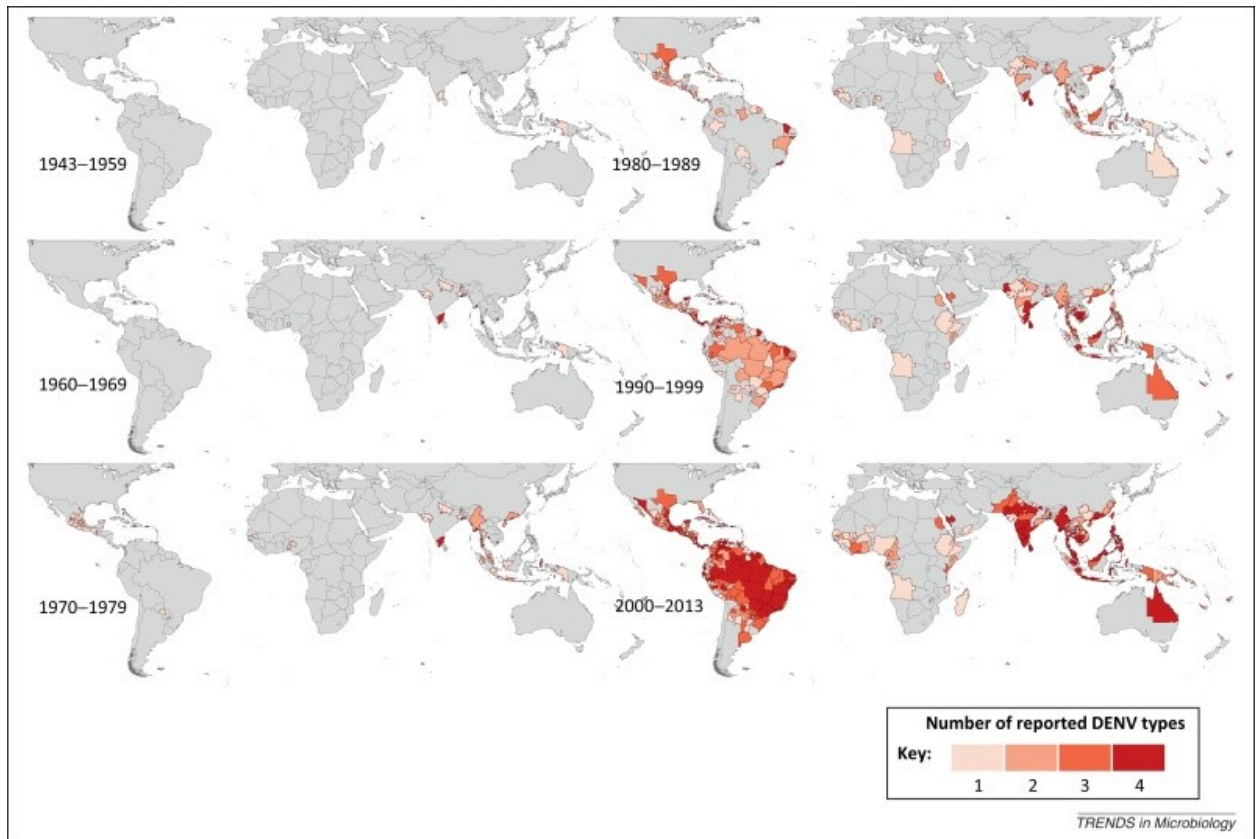 1943–1959
1980–1989
1960–1969
1990–1999
1970–1979
2000–2013
Number of reported DENV types
Key:
1 2 3 4
TRENDS in Microbiology